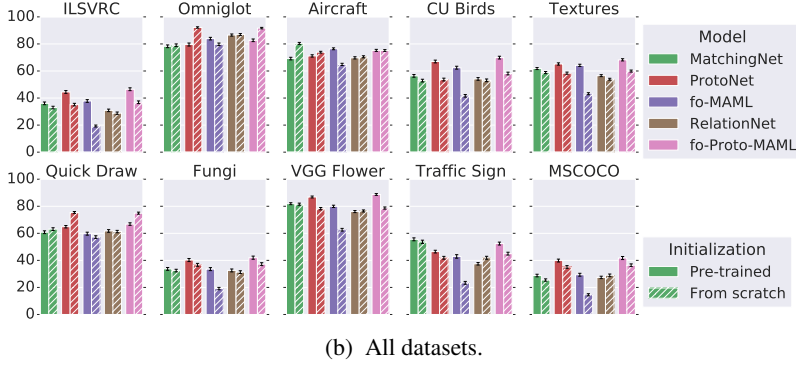 ILSVRC Omniglot Aircraft CU Birds Textures
100
80
60
40
20
0
Model
MatchingNet
ProtoNet
fo-MAML
RelationNet
fo-Proto-MAML
Quick Draw Fungi VGG Flower Traffic Sign MSCOCO
100
80
60
40
20
0
Initialization
Pre-trained
From scratch
(b) All datasets.